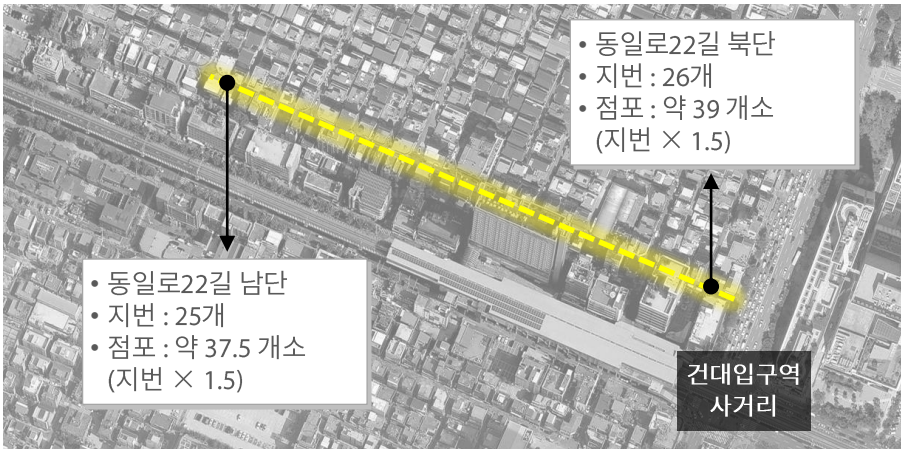 • 동일로22길 북단
• 지번 : 26개
• 점포 : 약 39 개소
(지번 × 1.5)
• 동일로22길 남단
• 지번 : 25개
• 점포 : 약 37.5 개소
(지번 × 1.5)
건대입구역
사거리